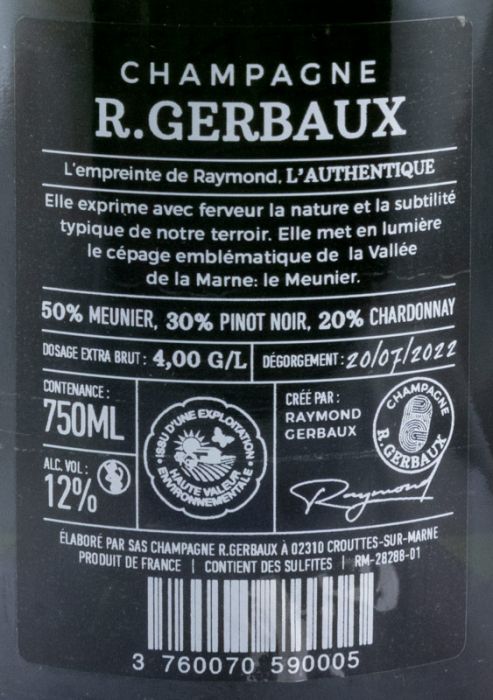 CHAMPAGNE
R.GERBAUX
L'empreinte de Raymond, L'AUTHENTIQUE
Elle exprime avec ferveur la nature et la subtilité
typique de notre terroir. Elle met en lumière
le cépage emblématique de la Vallée
de la Marne: le Meunier.
50% MEUNIER, 30% PINOT NOIR, 20% CHARDONNAY
DOSAGE EXTRA BRUT : 4,00 G/L
DÉGORGEMENT : 20/07/2022
CONTENANCE :
750ML
ALC. VOL :
12%
ISSU D'UNE EXPLOITATION
HAUTE VALEUR
ENVIRONNEMENTALE
CRÉÉ PAR :
RAYMOND
GERBAUX
CHAMPAGNE
R.GERBAUX
Raymond
ÉLABORÉ PAR SAS CHAMPAGNE R.GERBAUX À 02310 CROUTTES-SUR-MARNE
PRODUIT DE FRANCE | CONTIENT DES SULFITES | RM-28288-01
3 760070 590005